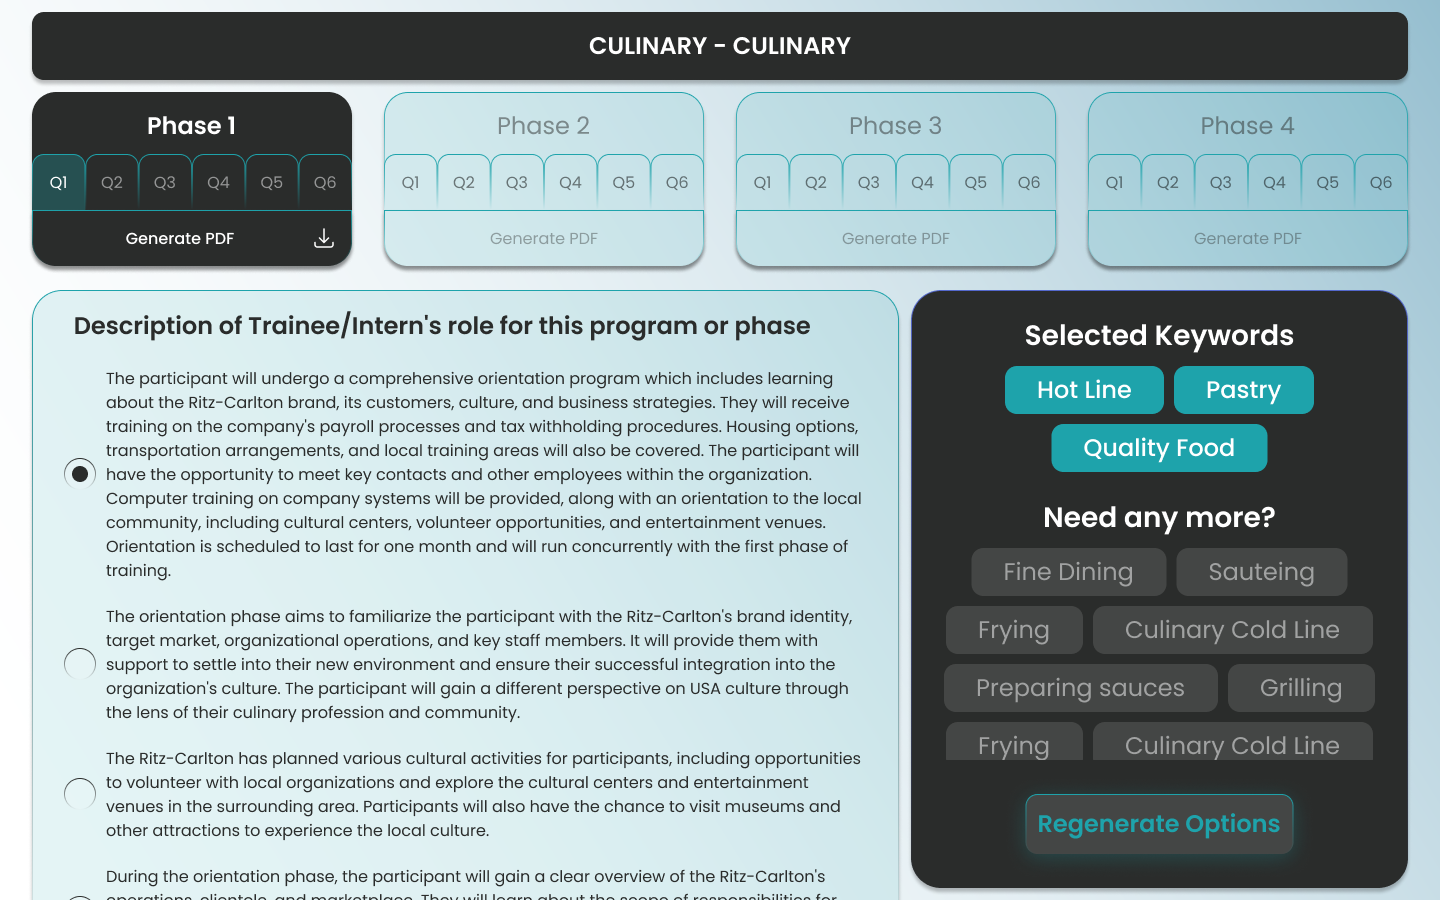 CULINARY - CULINARY
Phase 1
Q1 Q2 Q3 Q4 Q5 Q6
Generate PDF
Phase 2
Q1 Q2 Q3 Q4 Q5 Q6
Generate PDF
Phase 3
Q1 Q2 Q3 Q4 Q5 Q6
Generate PDF
Phase 4
Q1 Q2 Q3 Q4 Q5 Q6
Generate PDF
Description of Trainee/Intern's role for this program or phase
The participant will undergo a comprehensive orientation program which includes learning
about the Ritz-Carlton brand, its customers, culture, and business strategies. They will receive
training on the company's payroll processes and tax withholding procedures. Housing options,
transportation arrangements, and local training areas will also be covered. The participant will
have the opportunity to meet key contacts and other employees within the organization.
Computer training on company systems will be provided, along with an orientation to the local
community, including cultural centers, volunteer opportunities, and entertainment venues.
Orientation is scheduled to last for one month and will run concurrently with the first phase of
training.
The orientation phase aims to familiarize the participant with the Ritz-Carlton's brand identity,
target market, organizational operations, and key staff members. It will provide them with
support to settle into their new environment and ensure their successful integration into the
organization's culture. The participant will gain a different perspective on USA culture through
the lens of their culinary profession and community.
The Ritz-Carlton has planned various cultural activities for participants, including opportunities
to volunteer with local organizations and explore the cultural centers and entertainment
venues in the surrounding area. Participants will also have the chance to visit museums and
other attractions to experience the local culture.
During the orientation phase, the participant will gain a clear overview of the Ritz-Carlton's
operations, clientele, and marketplace. They will learn about the scope of responsibilities for
Selected Keywords
Hot Line Pastry
Quality Food
Need any more?
Fine Dining Sauteing
Frying Culinary Cold Line
Preparing sauces Grilling
Frying Culinary Cold Line
Regenerate Options